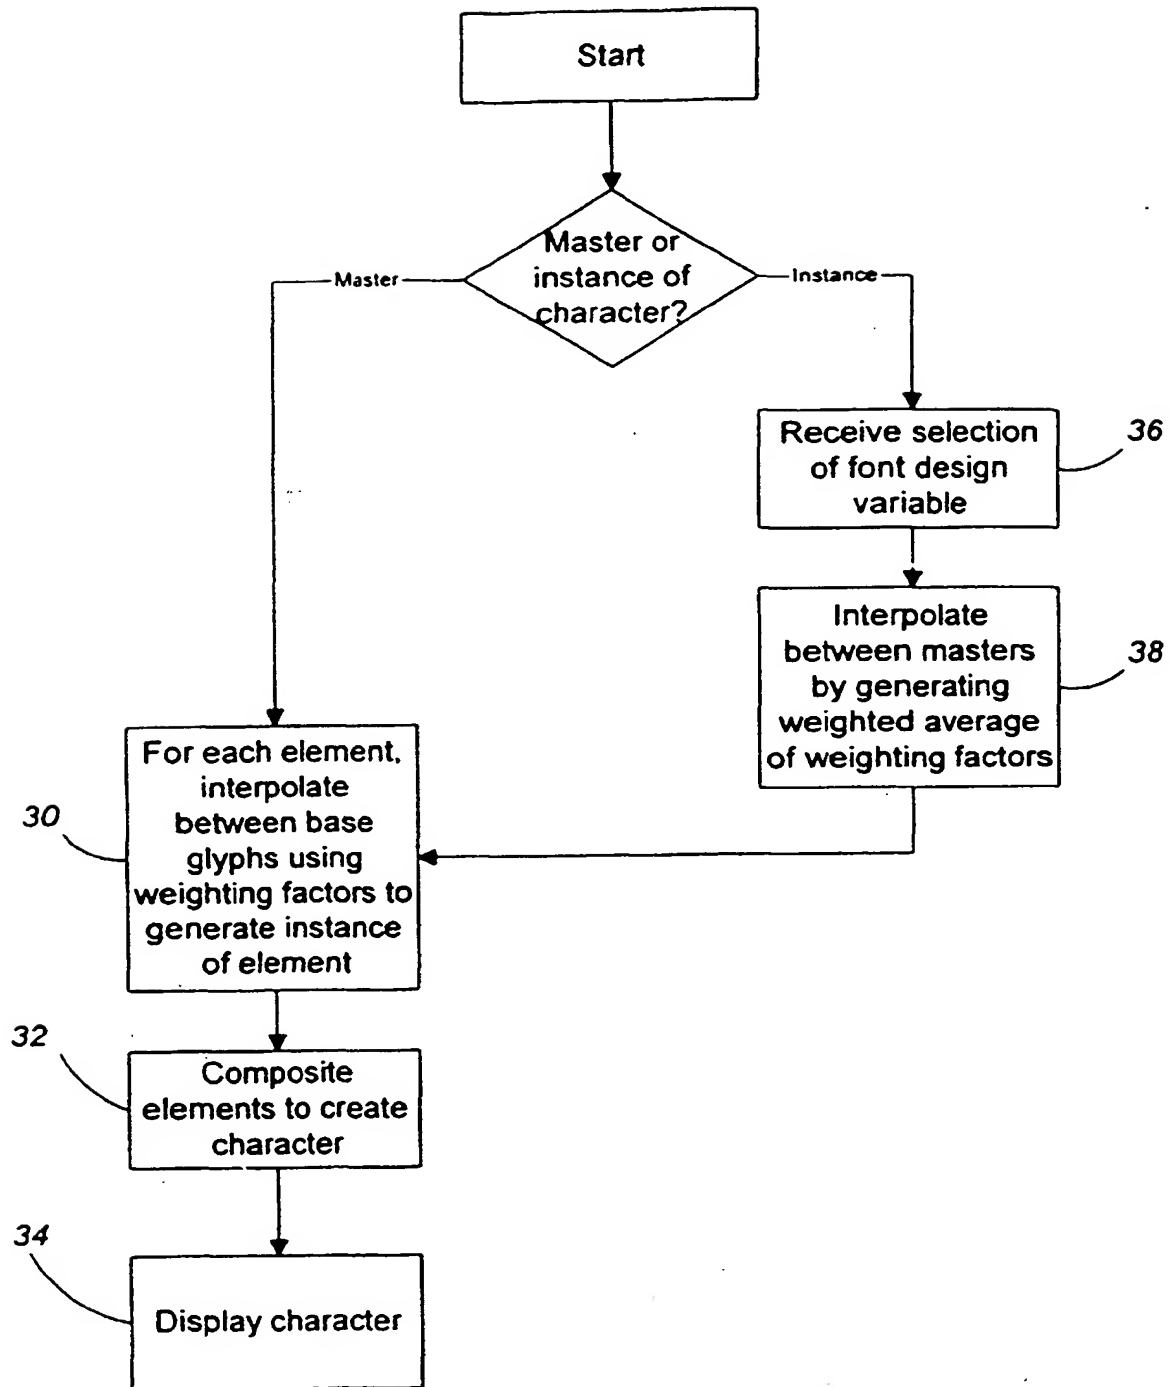 Start
Master or
instance of
character?
Master
Instance
Receive selection
of font design
variable
36
Interpolate
between masters
by generating
weighted average
of weighting factors
38
For each element,
interpolate
between base
glyphs using
weighting factors to
generate instance
of element
30
Composite
elements to create
character
32
Display character
34